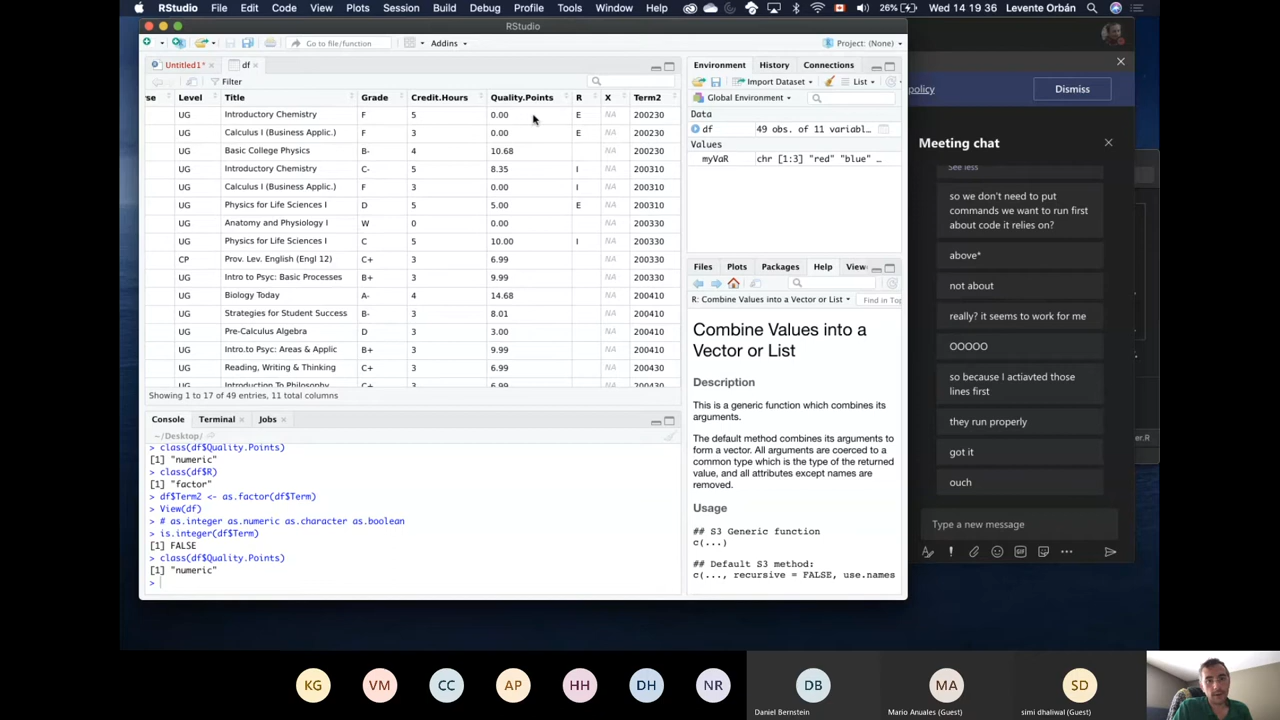 RStudio File Edit Code View Plots Session Build Debug Profile Tools Window Help 26% Wed 14 19 36 Levente Orbán
RStudio
Go to file/function Addins Project: (None)
Untitled1* df
Filter
rse Level Title Grade Credit.Hours Quality.Points R X Term2
UG Introductory Chemistry F 5 0.00 E NA 200230
UG Calculus I (Business Applic.) F 3 0.00 E NA 200230
UG Basic College Physics B- 4 10.68 NA 200230
UG Introductory Chemistry C- 5 8.35 I NA 200310
UG Calculus I (Business Applic.) F 3 0.00 I NA 200310
UG Physics for Life Sciences I D 5 5.00 E NA 200310
UG Anatomy and Physiology I W 0 0.00 NA 200330
UG Physics for Life Sciences I C 5 10.00 I NA 200330
CP Prov. Lev. English (Engl 12) C+ 3 6.99 NA 200330
UG Intro to Psyc: Basic Processes B+ 3 9.99 NA 200330
UG Biology Today A- 4 14.68 NA 200410
UG Strategies for Student Success B- 3 8.01 NA 200410
UG Pre-Calculus Algebra D 3 3.00 NA 200410
UG Intro.to Psyc: Areas & Applic B+ 3 9.99 NA 200410
UG Reading, Writing & Thinking C+ 3 6.99 NA 200430
UG Introduction To Philosophy C+ 3 6.99 NA 200430
Showing 1 to 17 of 49 entries, 11 total columns
Console Terminal Jobs
~/Desktop/
> class(df$Quality.Points)
[1] "numeric"
> class(df$R)
[1] "factor"
> df$Term2 <- as.factor(df$Term)
> View(df)
> # as.integer as.numeric as.character as.boolean
> is.integer(df$Term)
[1] FALSE
> class(df$Quality.Points)
[1] "numeric"
>
Environment History Connections
Import Dataset List
Global Environment
Data
df 49 obs. of 11 variabl…
Values
myVaR chr [1:3] "red" "blue" …
Files Plots Packages Help View
R: Combine Values into a Vector or List Find in Top
Combine Values into a
Vector or List
Description
This is a generic function which combines its
arguments.
The default method combines its arguments to
form a vector. All arguments are coerced to a
common type which is the type of the returned
value, and all attributes except names are
removed.
Usage
## S3 Generic function
c(...)
## Default S3 method:
c(..., recursive = FALSE, use.names
policy Dismiss
Meeting chat
See less
so we don't need to put
commands we want to run first
about code it relies on?
above*
not about
really? it seems to work for me
OOOOO
so because I actiavted those
lines first
they run properly
got it
ouch
Type a new message
er.R
KG VM CC AP HH DH NR DB MA SD
Daniel Bernstein Mario Anuales (Guest) simi dhaliwal (Guest)